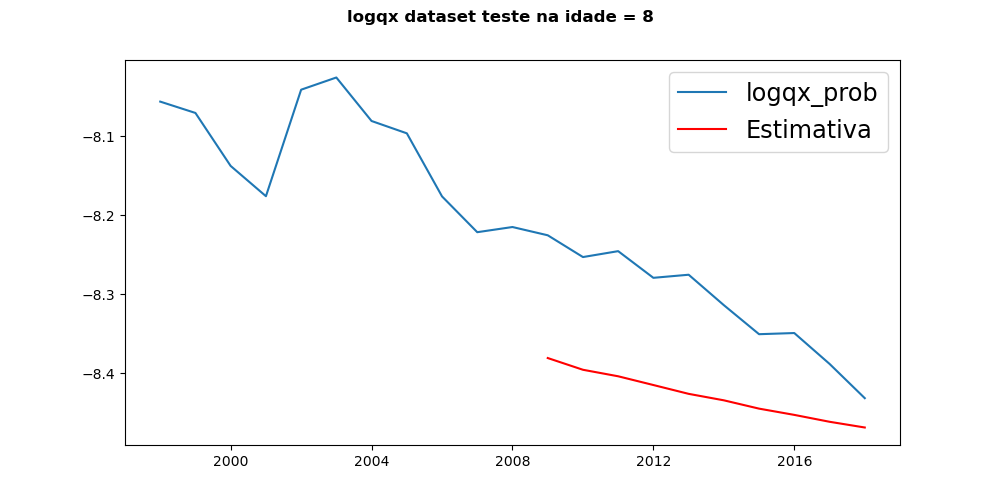 logqx dataset teste na idade = 8
logqx_prob
Estimativa
−8.1
−8.2
−8.3
−8.4
2000 2004 2008 2012 2016